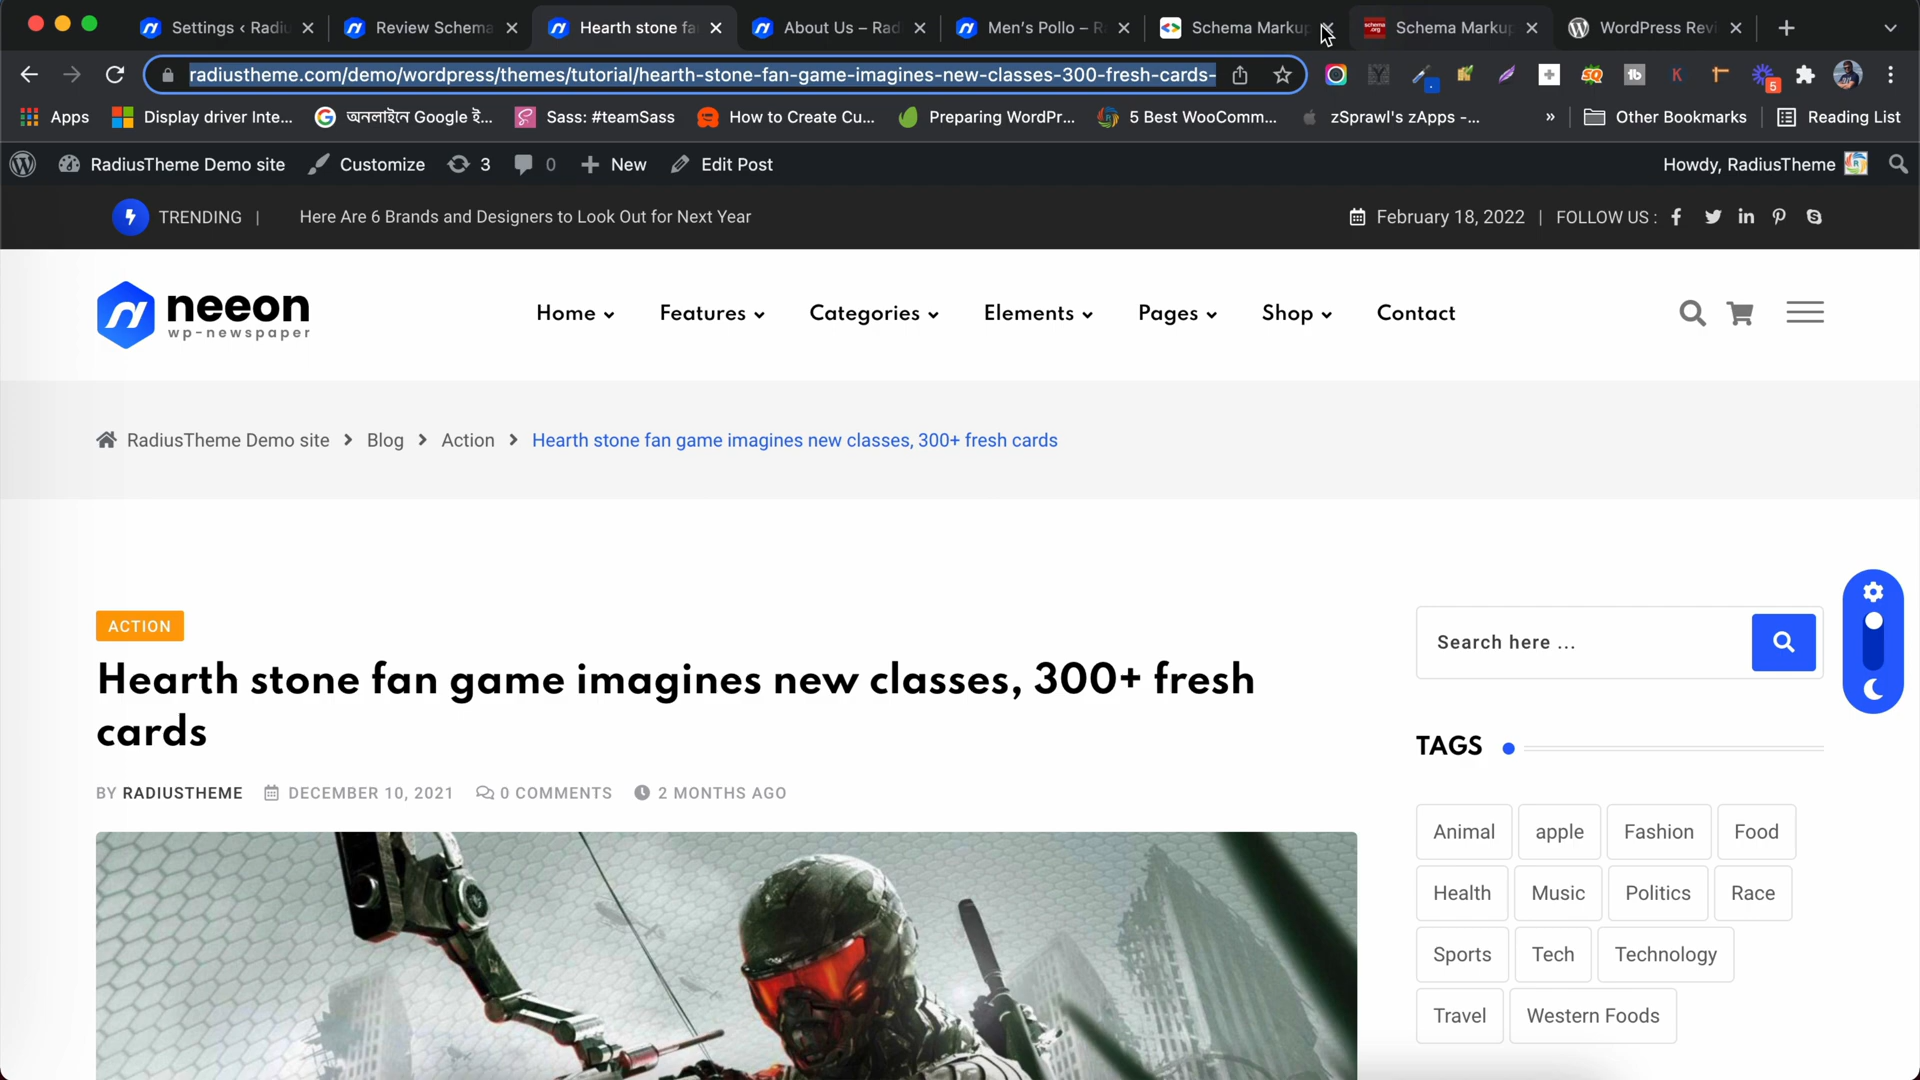 Settings ‹ Radiu
Review Schema
Hearth stone fa
About Us – Rad
Men's Pollo – R
Schema Markup
Schema Markup
WordPress Revi
radiustheme.com/demo/wordpress/themes/tutorial/hearth-stone-fan-game-imagines-new-classes-300-fresh-cards-
5
Apps
Display driver Inte...
অনলাইনে Google ই...
Sass: #teamSass
How to Create Cu...
Preparing WordPr...
5 Best WooComm...
zSprawl's zApps -...
»
Other Bookmarks
Reading List
RadiusTheme Demo site
Customize
3
0
New
Edit Post
Howdy, RadiusTheme
TRENDING |
Here Are 6 Brands and Designers to Look Out for Next Year
February 18, 2022 | FOLLOW US :
neeon
wp-newspaper
Home
Features
Categories
Elements
Pages
Shop
Contact
RadiusTheme Demo site > Blog > Action > Hearth stone fan game imagines new classes, 300+ fresh cards
ACTION
Hearth stone fan game imagines new classes, 300+ fresh
cards
BY RADIUSTHEME DECEMBER 10, 2021 0 COMMENTS 2 MONTHS AGO
Search here ...
TAGS
Animal apple Fashion Food
Health Music Politics Race
Sports Tech Technology
Travel Western Foods